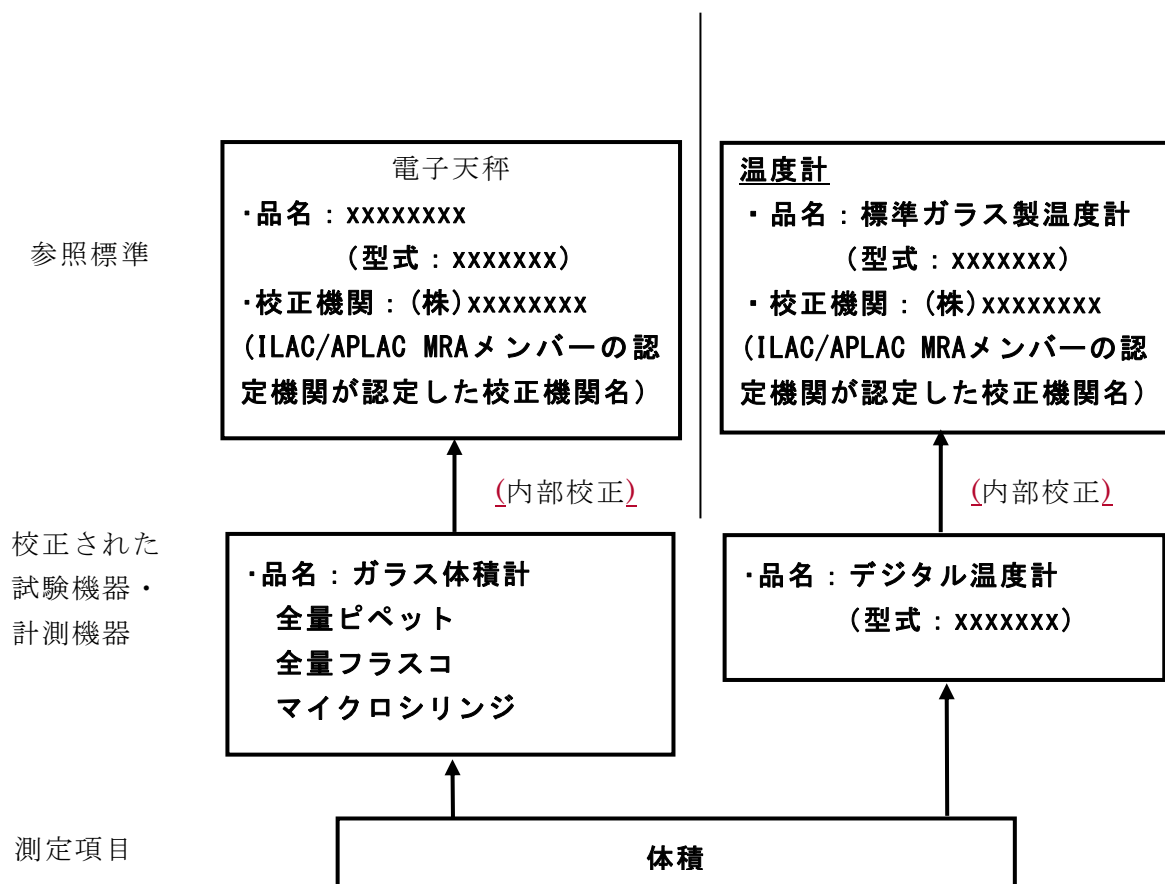 参照標準
電子天秤
・品名：xxxxxxxx
（型式：xxxxxxx）
・校正機関：(株)xxxxxxxx
(ILAC/APLAC MRAメンバーの認
定機関が認定した校正機関名)
温度計
・品名：標準ガラス製温度計
（型式：xxxxxxx）
・校正機関：(株)xxxxxxxx
(ILAC/APLAC MRAメンバーの認
定機関が認定した校正機関名)
(内部校正)
(内部校正)
校正された
試験機器・
計測機器
・品名：ガラス体積計
全量ピペット
全量フラスコ
マイクロシリンジ
・品名：デジタル温度計
（型式：xxxxxxx）
測定項目
体積